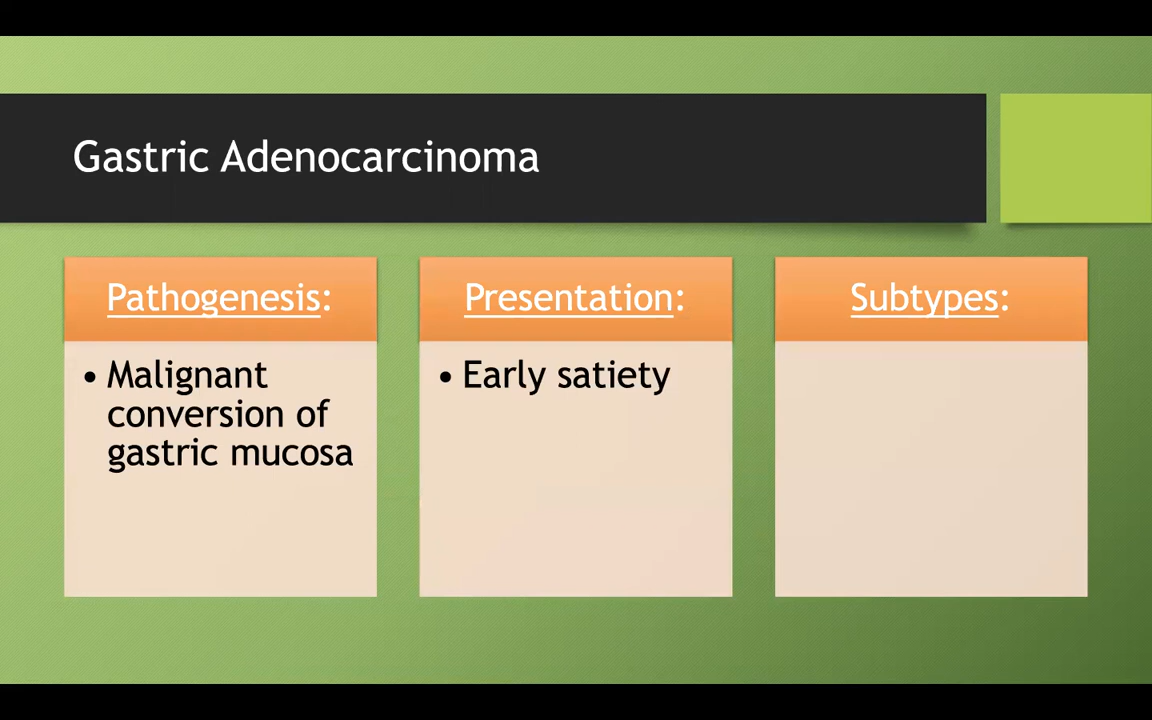 Gastric Adenocarcinoma
Pathogenesis:
• Malignant
conversion of
gastric mucosa
Presentation:
• Early satiety
Subtypes: